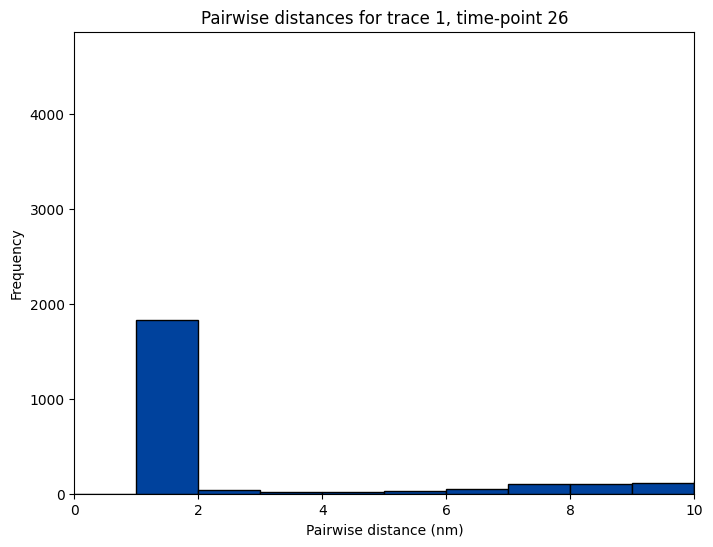 Pairwise distances for trace 1, time-point 26
4000
3000
2000
1000
0
Frequency
0 2 4 6 8 10
Pairwise distance (nm)